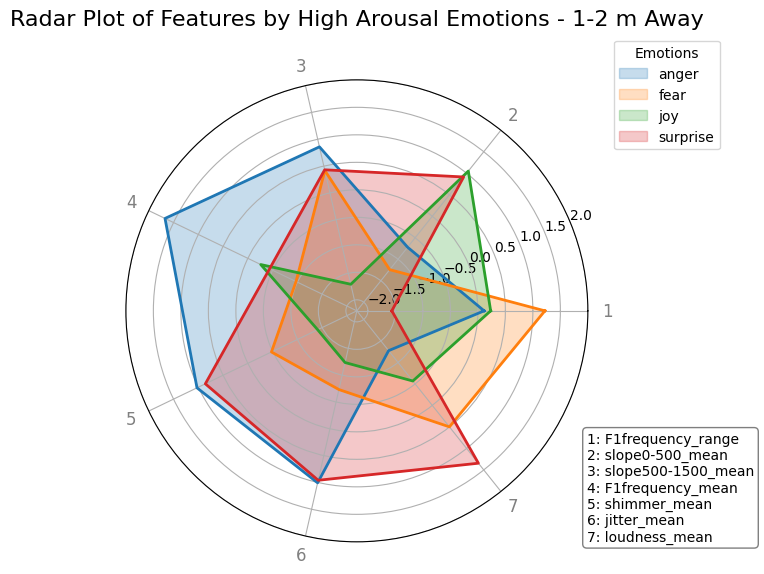 Radar Plot of Features by High Arousal Emotions - 1-2 m Away
Emotions
anger
fear
joy
surprise
3
2
4
2.0
1.5
1.0
0.5
0.0
−0.5
−1.0
−1.5
−2.0
1
5
6
7
1: F1frequency_range
2: slope0-500_mean
3: slope500-1500_mean
4: F1frequency_mean
5: shimmer_mean
6: jitter_mean
7: loudness_mean